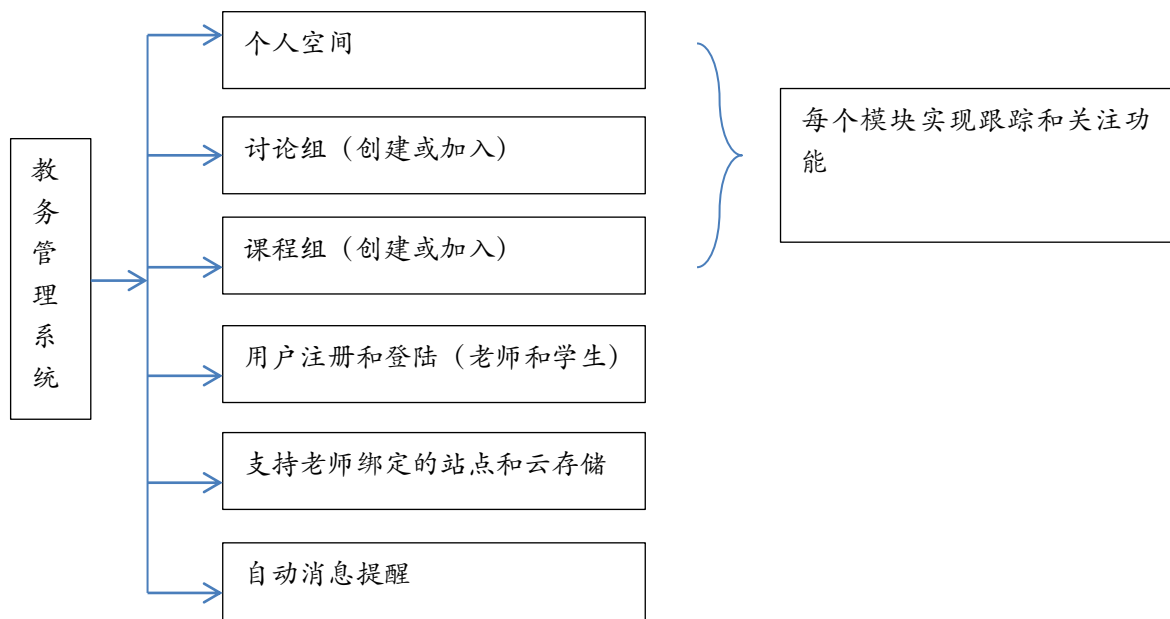 教务管理系统
个人空间
讨论组（创建或加入）
课程组（创建或加入）
用户注册和登陆（老师和学生）
支持老师绑定的站点和云存储
自动消息提醒
每个模块实现跟踪和关注功
能